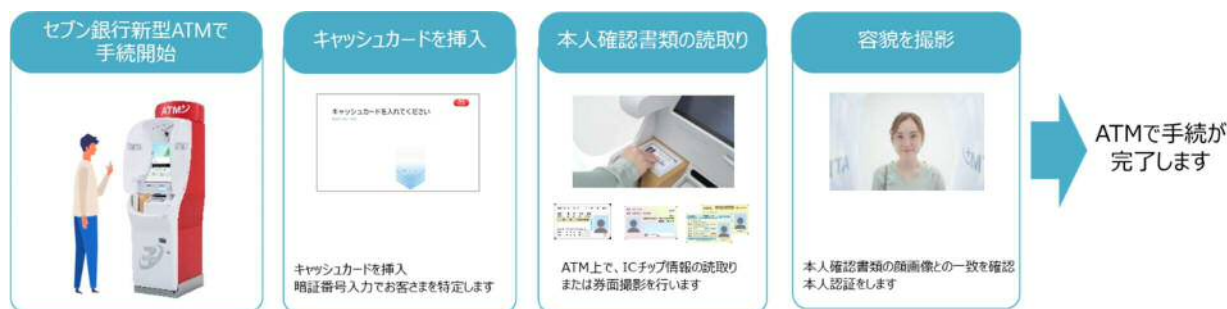 セブン銀行新型ATMで
手続開始
ATM
キャッシュカードを挿入
キャッシュカードを入れてください
キャッシュカードを挿入
暗証番号入力でお客さまを特定します
本人確認書類の読取り
ATM上で、ICチップ情報の読取り
または券面撮影を行います
容貌を撮影
本人確認書類の顔画像との一致を確認
本人認証をします
ATMで手続が
完了します